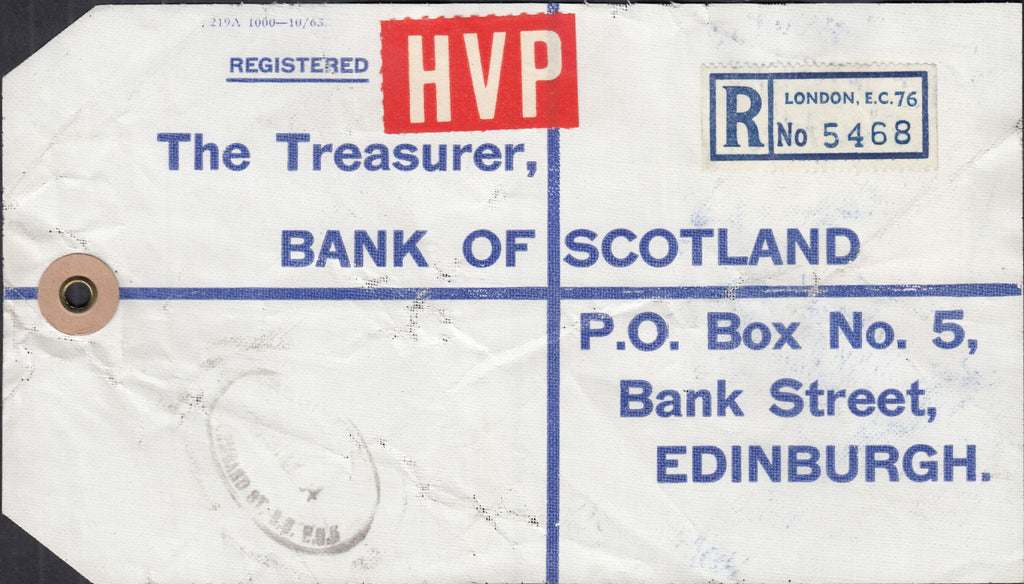 219A 1000—10/63.
REGISTERED
HVP
R
LONDON, E.C.76
No 5468
The Treasurer,
BANK OF SCOTLAND
P.O. Box No. 5,
Bank Street,
EDINBURGH.
ST. B.O.